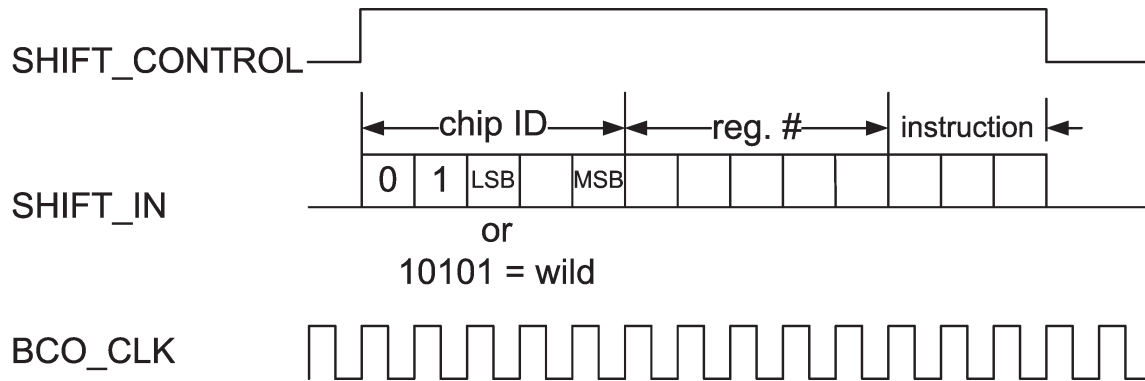 SHIFT_CONTROL
chip ID
reg. #
instruction
SHIFT_IN
0 1 LSB MSB
or
10101 = wild
BCO_CLK